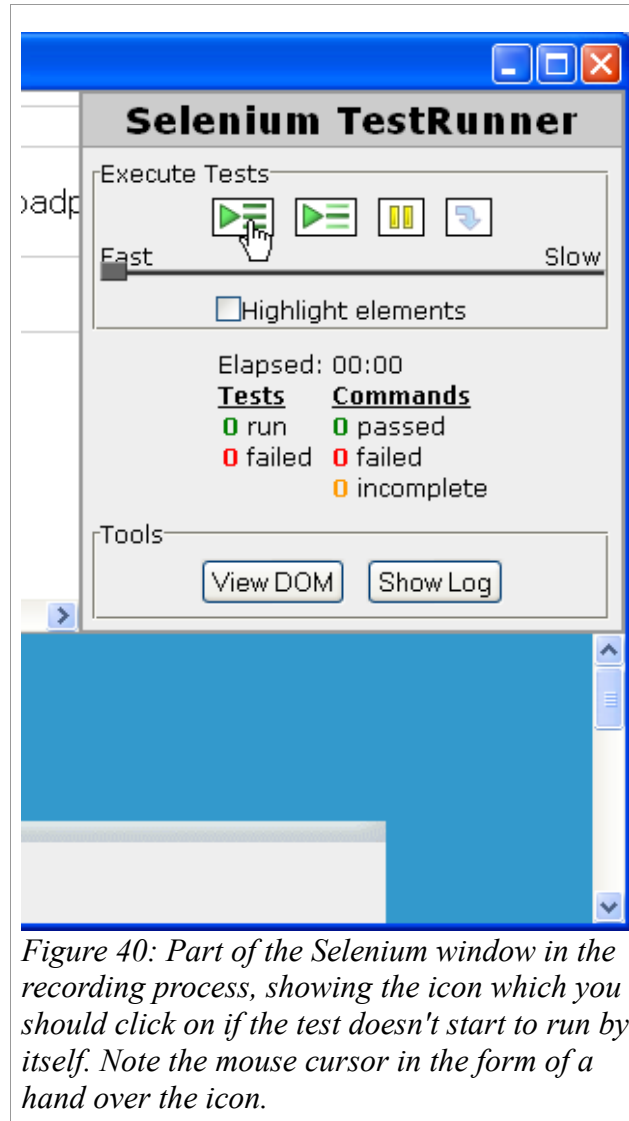 Selenium TestRunner
Execute Tests
oadp
Fast Slow
Highlight elements
Elapsed: 00:00
Tests Commands
0 run 0 passed
0 failed 0 failed
0 incomplete
Tools
View DOM Show Log
Figure 40: Part of the Selenium window in the
recording process, showing the icon which you
should click on if the test doesn't start to run by
itself. Note the mouse cursor in the form of a
hand over the icon.